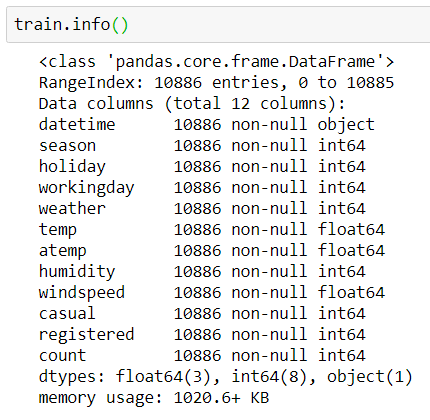 train.info()
<class 'pandas.core.frame.DataFrame'>
RangeIndex: 10886 entries, 0 to 10885
Data columns (total 12 columns):
datetime      10886 non-null object
season        10886 non-null int64
holiday       10886 non-null int64
workingday    10886 non-null int64
weather       10886 non-null int64
temp          10886 non-null float64
atemp         10886 non-null float64
humidity      10886 non-null int64
windspeed     10886 non-null float64
casual        10886 non-null int64
registered    10886 non-null int64
count         10886 non-null int64
dtypes: float64(3), int64(8), object(1)
memory usage: 1020.6+ KB